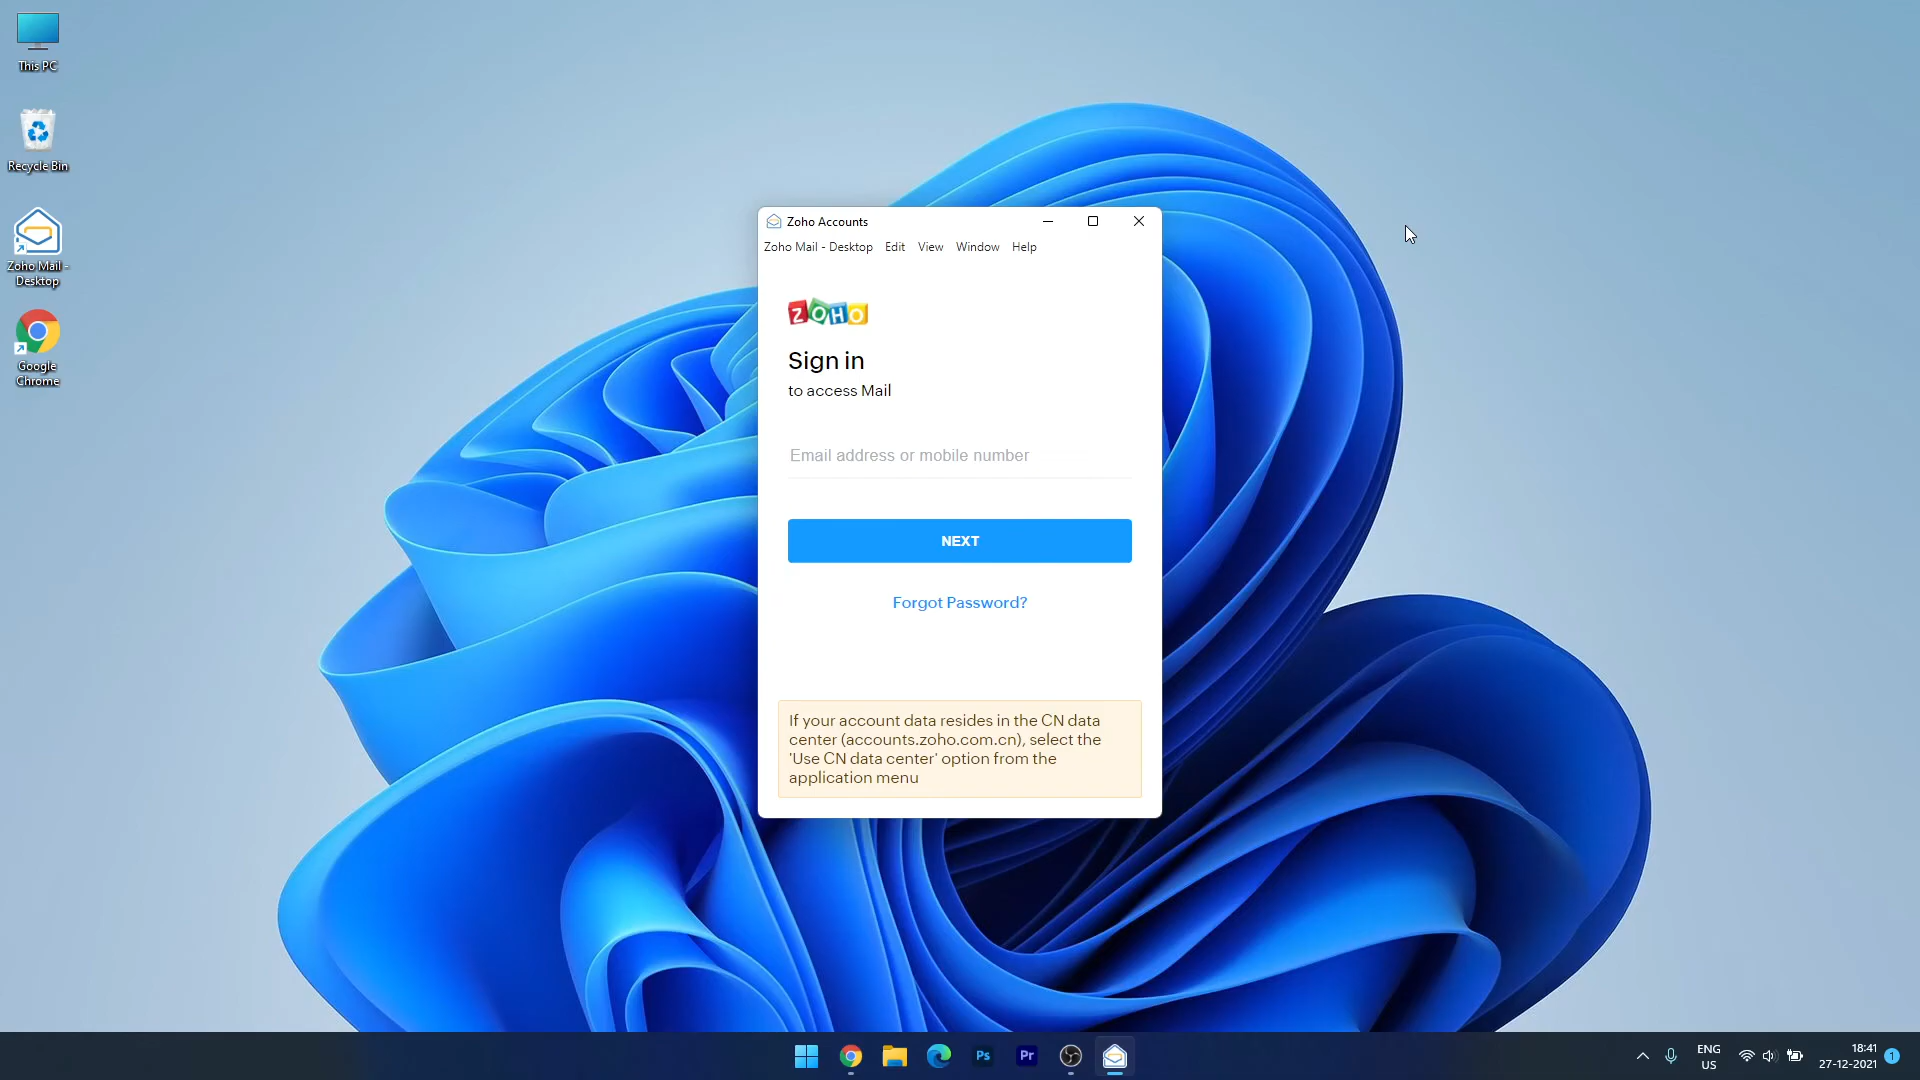 This PC
Recycle Bin
Zoho Mail -
Desktop
Google
Chrome
Zoho Accounts
Zoho Mail - Desktop Edit View Window Help
ZOHO
Sign in
to access Mail
Email address or mobile number
NEXT
Forgot Password?
If your account data resides in the CN data
center (accounts.zoho.com.cn), select the
'Use CN data center' option from the
application menu
Ps
Pr
ENG
US
18:41
27-12-2021
1